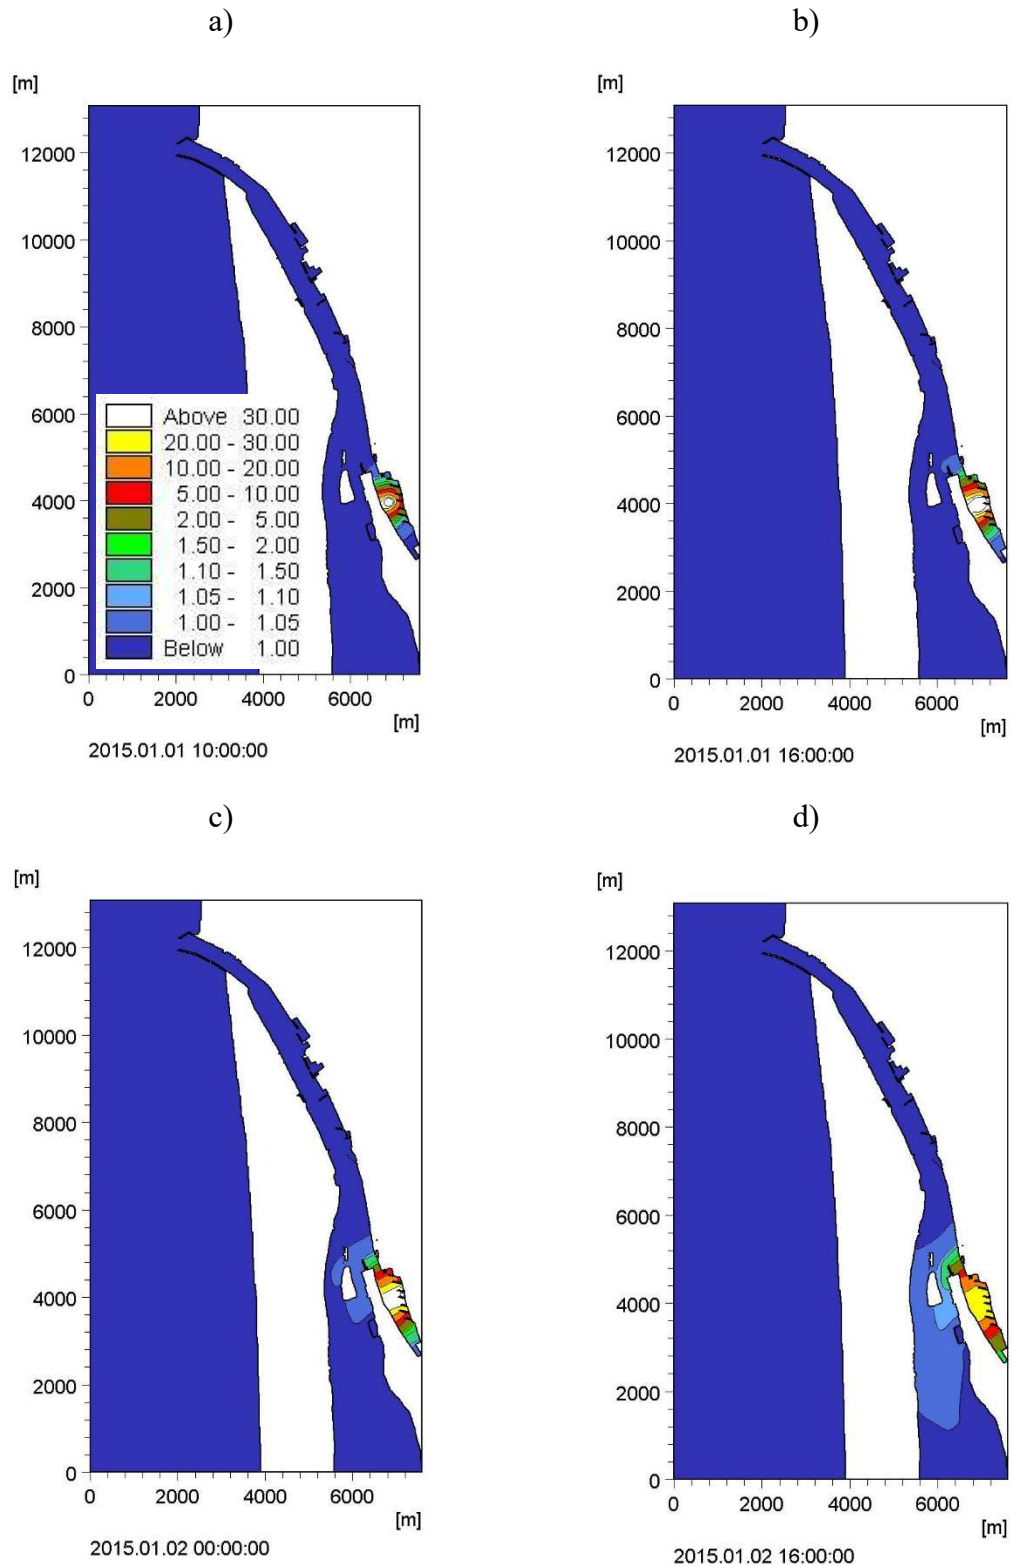 a)
b)
[m]
12000
10000
8000
6000
4000
2000
0
Above 30.00
20.00 - 30.00
10.00 - 20.00
5.00 - 10.00
2.00 - 5.00
1.50 - 2.00
1.10 - 1.50
1.05 - 1.10
1.00 - 1.05
Below 1.00
0 2000 4000 6000
[m]
2015.01.01 10:00:00
[m]
12000
10000
8000
6000
4000
2000
0
0 2000 4000 6000
[m]
2015.01.01 16:00:00
c)
d)
[m]
12000
10000
8000
6000
4000
2000
0
0 2000 4000 6000
[m]
2015.01.02 00:00:00
[m]
12000
10000
8000
6000
4000
2000
0
0 2000 4000 6000
[m]
2015.01.02 16:00:00